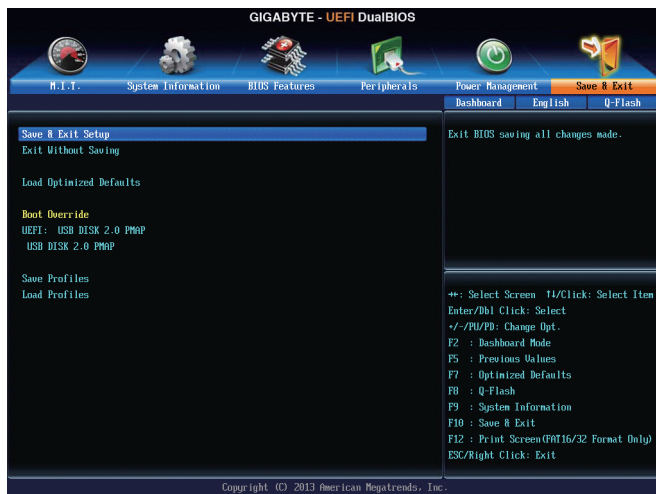 GIGABYTE - UEFI DualBIOS
M.I.T. System Information BIOS Features Peripherals Power Management Save & Exit
Dashboard English Q-Flash
Save & Exit Setup
Exit Without Saving
Load Optimized Defaults
Boot Override
UEFI: USB DISK 2.0 PMAP
USB DISK 2.0 PMAP
Save Profiles
Load Profiles
Exit BIOS saving all changes made.
→←: Select Screen ↑↓/Click: Select Item
Enter/Dbl Click: Select
+/-/PU/PD: Change Opt.
F2 : Dashboard Mode
F5 : Previous Values
F7 : Optimized Defaults
F8 : Q-Flash
F9 : System Information
F10 : Save & Exit
F12 : Print Screen(FAT16/32 Format Only)
ESC/Right Click: Exit
Copyright (C) 2013 American Megatrends, Inc.